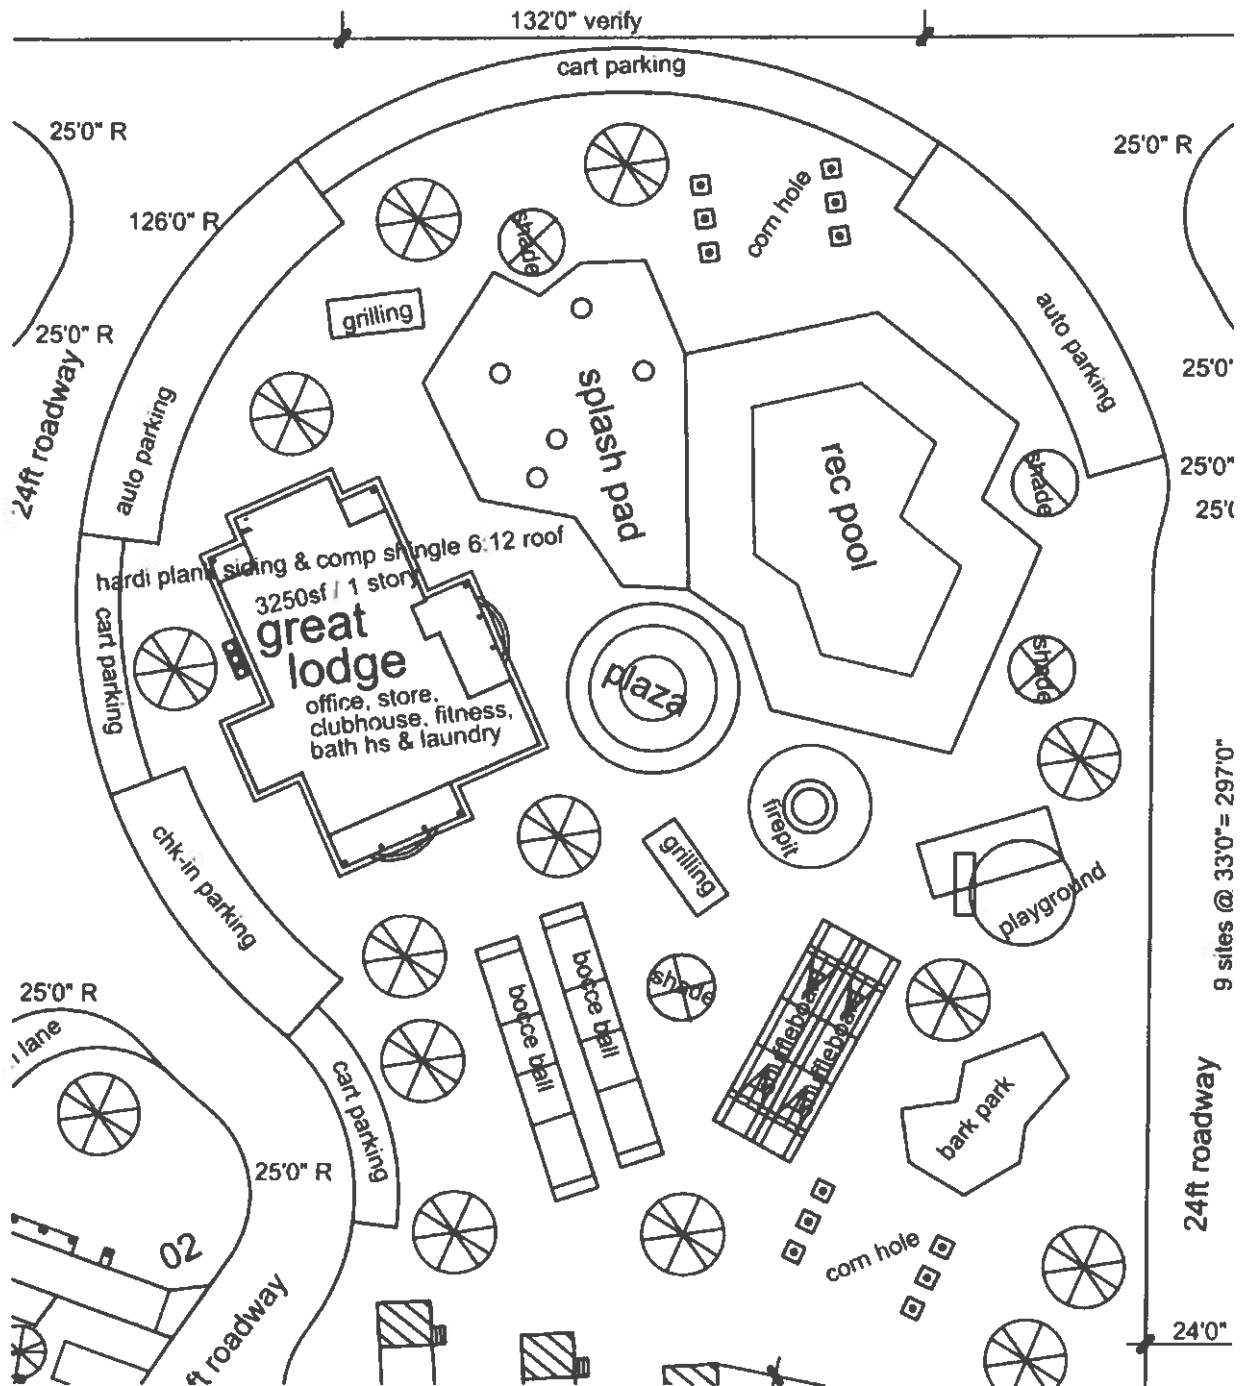 132'0" verify
cart parking
25'0" R
25'0" R
126'0" R
corn hole
shade
grilling
auto parking
25'0" R
25'0"
24ft roadway
splash pad
auto parking
rec pool
shade
25'0"
25'0
hardi plank siding & comp shingle 6:12 roof
3250sf / 1 story
great
lodge
office, store,
clubhouse, fitness,
bath hs & laundry
cart parking
plaza
shade
9 sites @ 33'0"= 297'0"
firepit
grilling
chk-in parking
playground
bocce ball
bocce ball
shade
shuffleboard
shuffleboard
25'0" R
lane
cart parking
bark park
24ft roadway
25'0" R
02
corn hole
ft roadway
24'0"